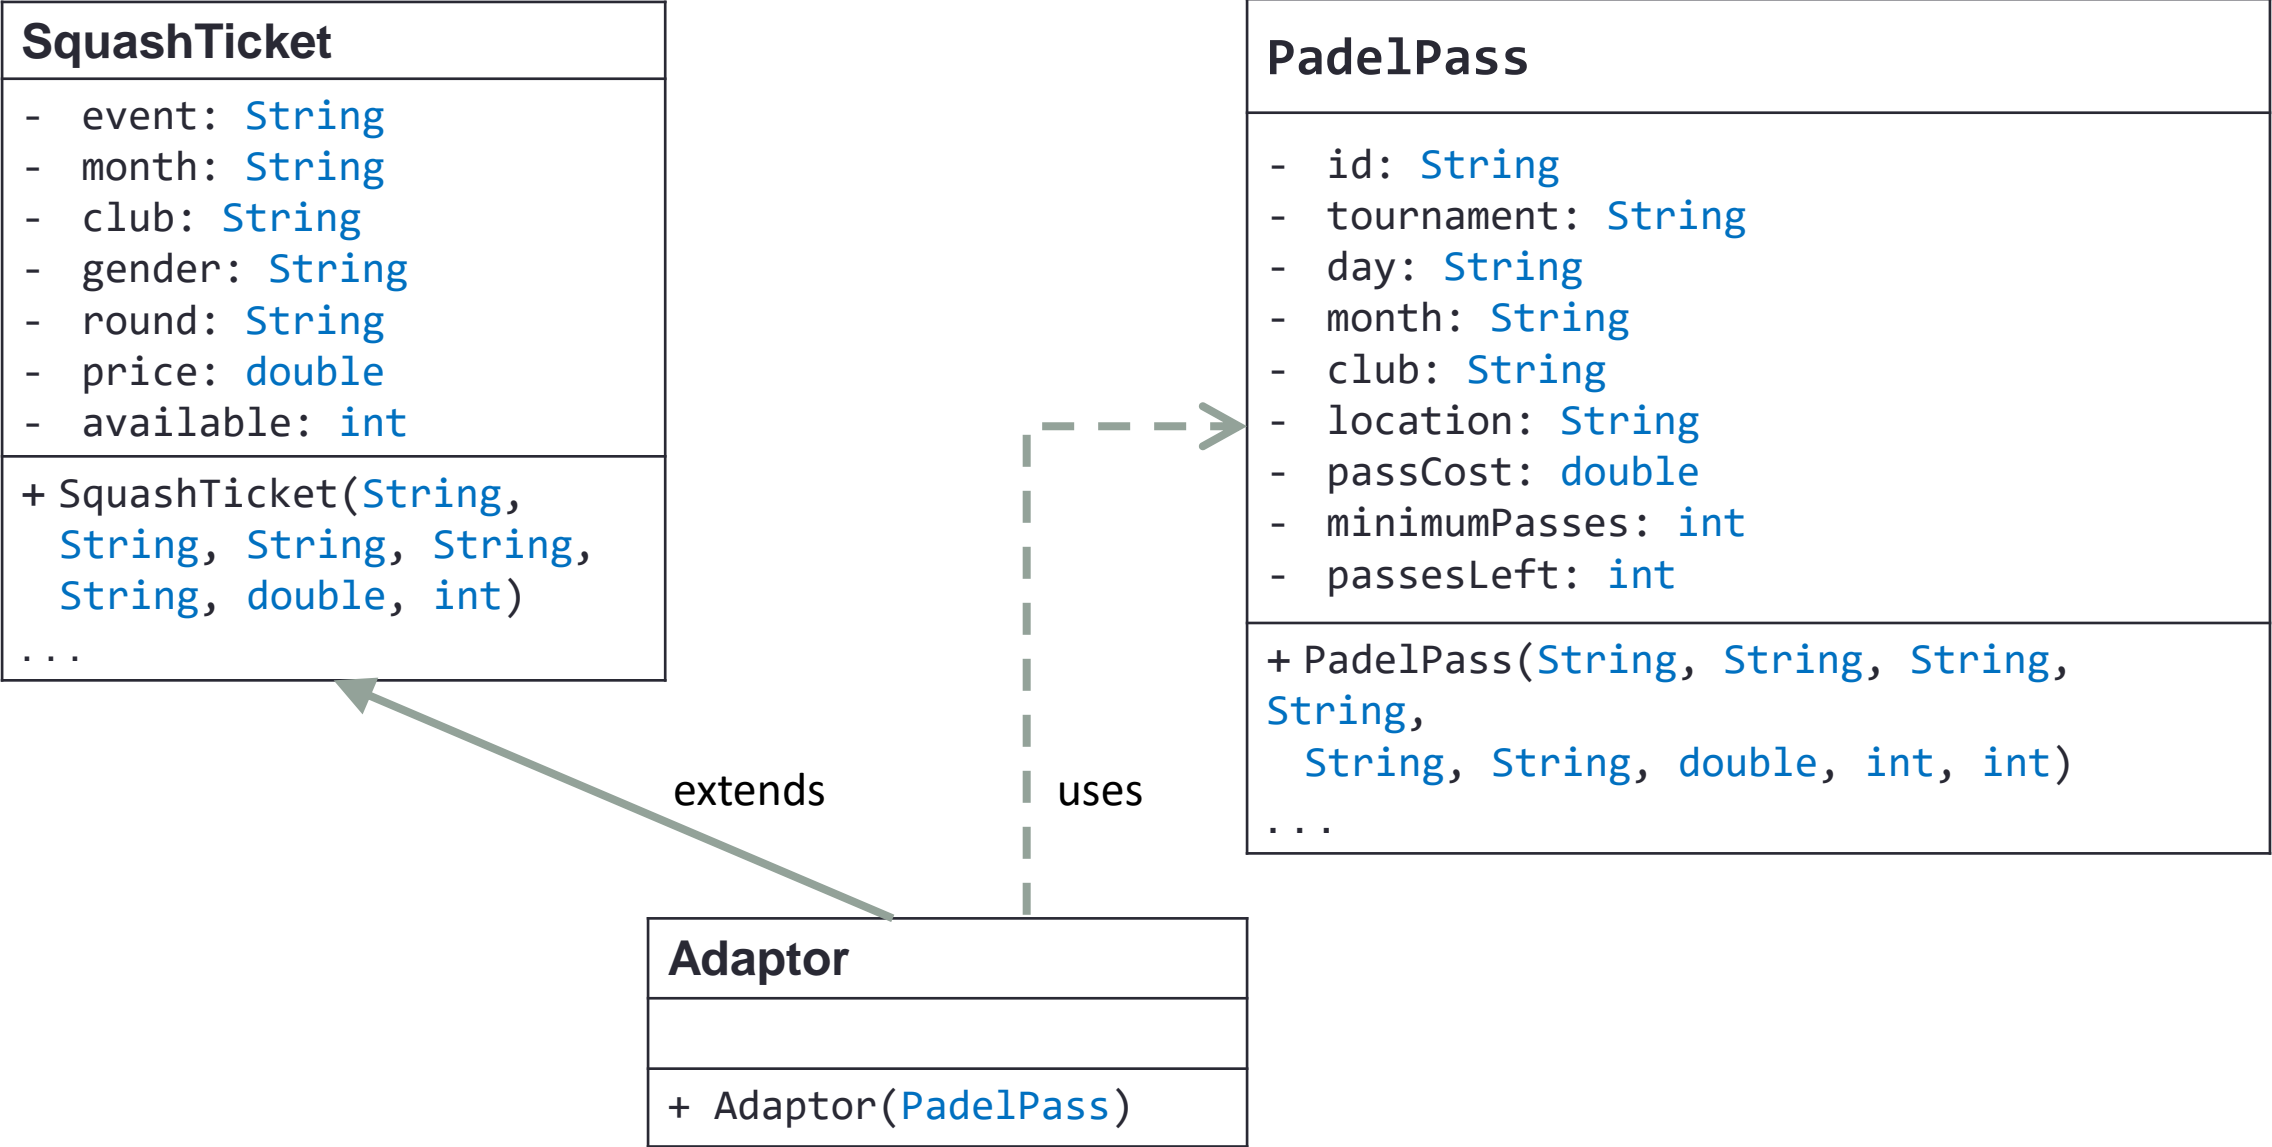 SquashTicket
- event: String
- month: String
- club: String
- gender: String
- round: String
- price: double
- available: int
+ SquashTicket(String,
String, String, String,
String, double, int)
...
PadelPass
- id: String
- tournament: String
- day: String
- month: String
- club: String
- location: String
- passCost: double
- minimumPasses: int
- passesLeft: int
+ PadelPass(String, String, String,
String,
String, String, double, int, int)
...
extends
uses
Adaptor
+ Adaptor(PadelPass)